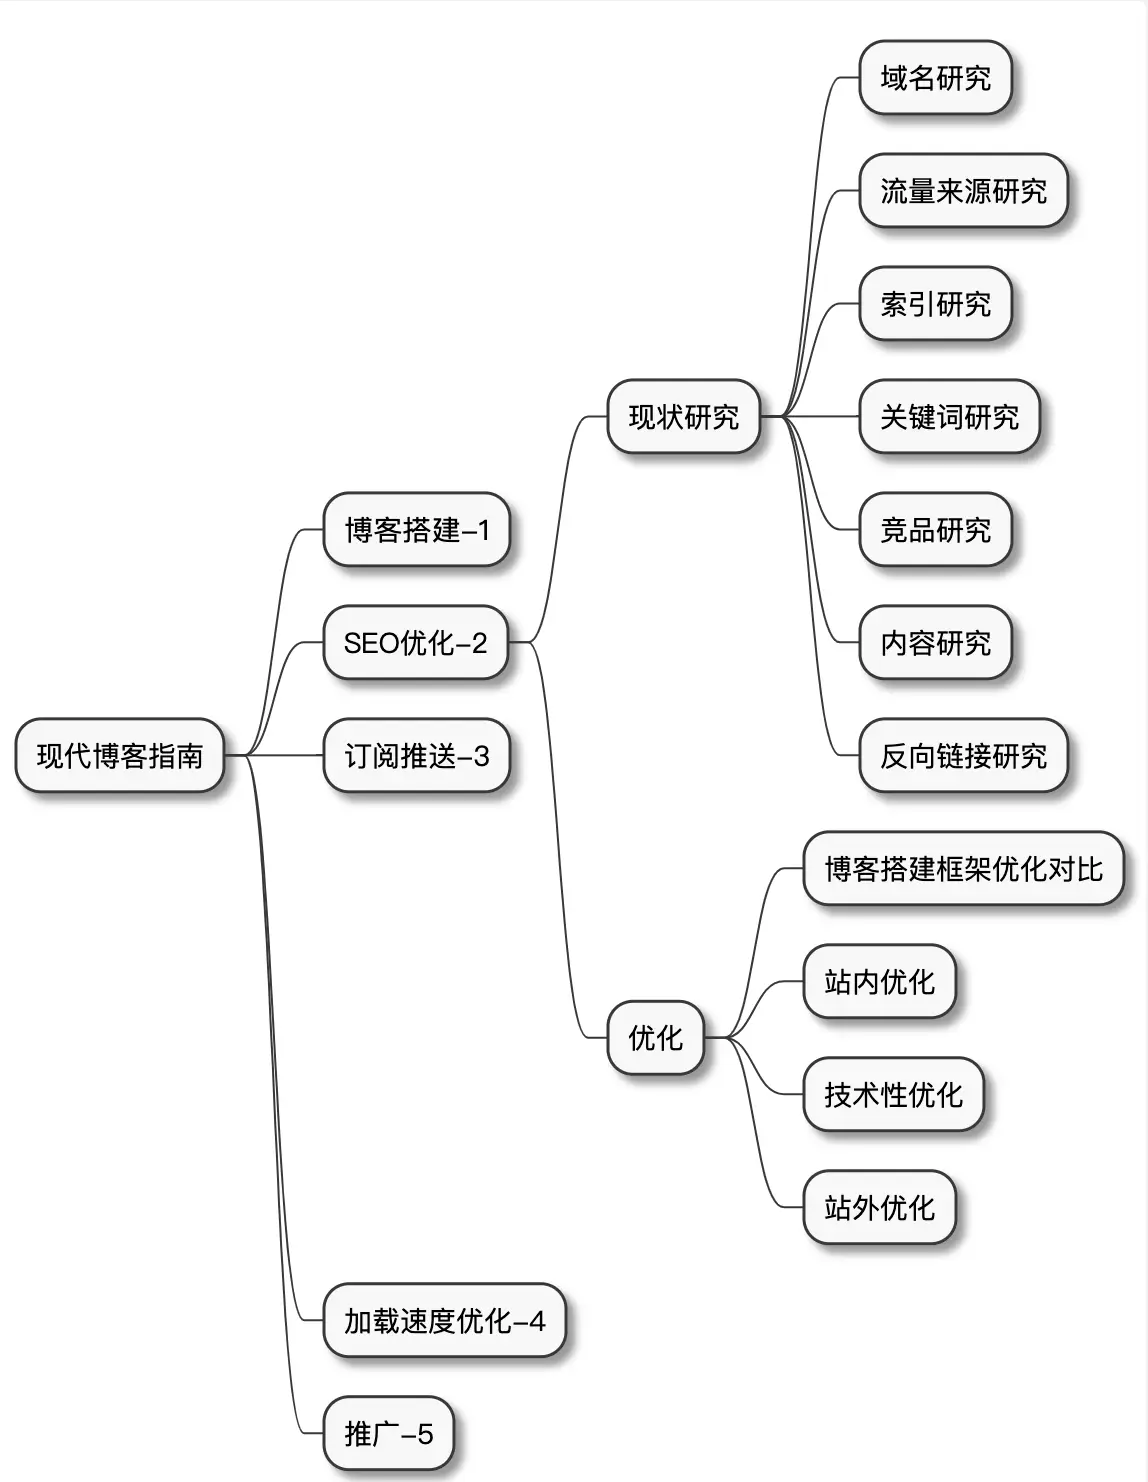 现代博客指南
博客搭建-1
SEO优化-2
现状研究
域名研究
流量来源研究
索引研究
关键词研究
竞品研究
内容研究
反向链接研究
优化
博客搭建框架优化对比
站内优化
技术性优化
站外优化
订阅推送-3
加载速度优化-4
推广-5